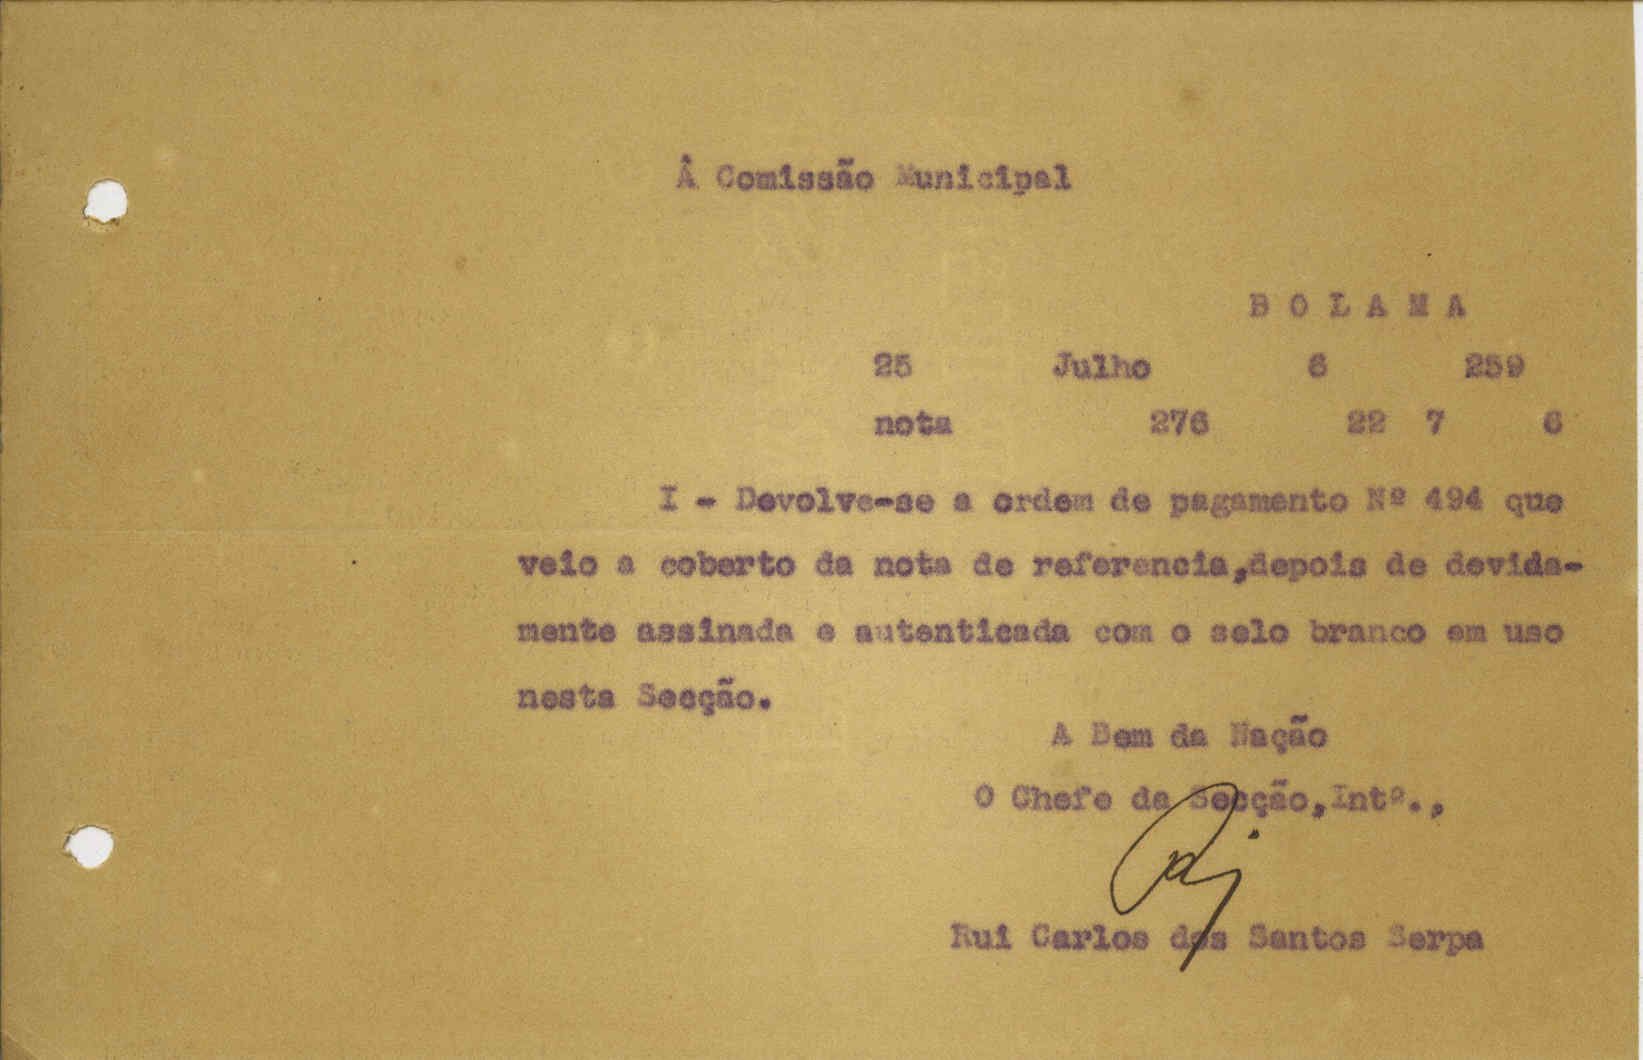 Â Comissão Municipal
B O L A M A
25 Julho 6 259
nota 276 22 7 6
I - Devolve-se a ordem de pagamento Nº 494 que
veio a coberto da nota de referencia,depois de devida-
mente assinada e autenticada com o selo branco em uso
nesta Secção.
A Bem da Nação
O Chefe da Secção,Intº.,
Rui Carlos dos Santos Serpa